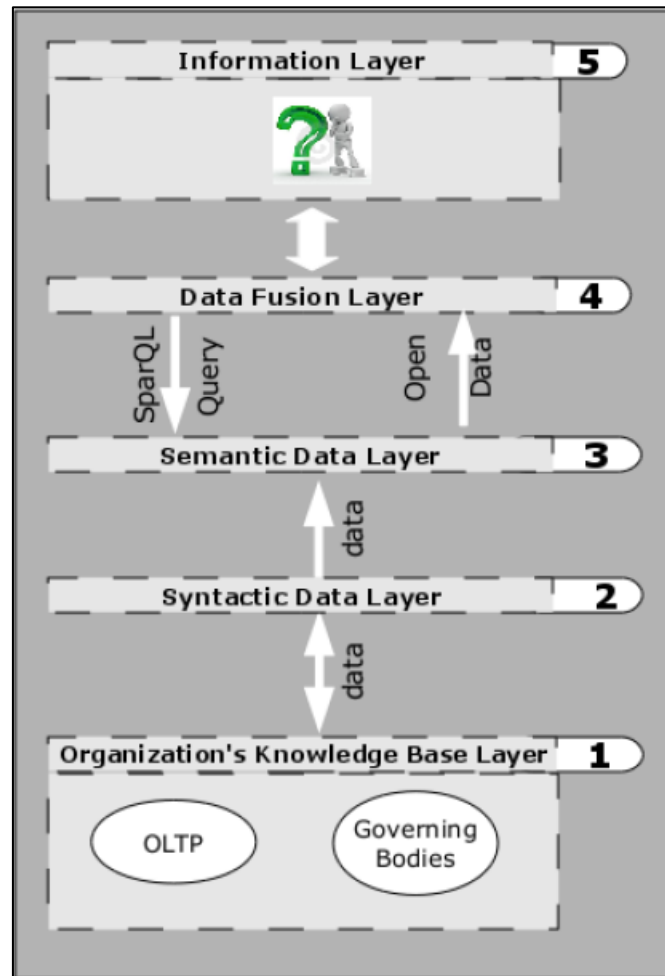 Information Layer
5
?
Data Fusion Layer
4
SparQL
Query
Open
Data
Semantic Data Layer
3
data
Syntactic Data Layer
2
data
Organization's Knowledge Base Layer
1
OLTP
Governing
Bodies